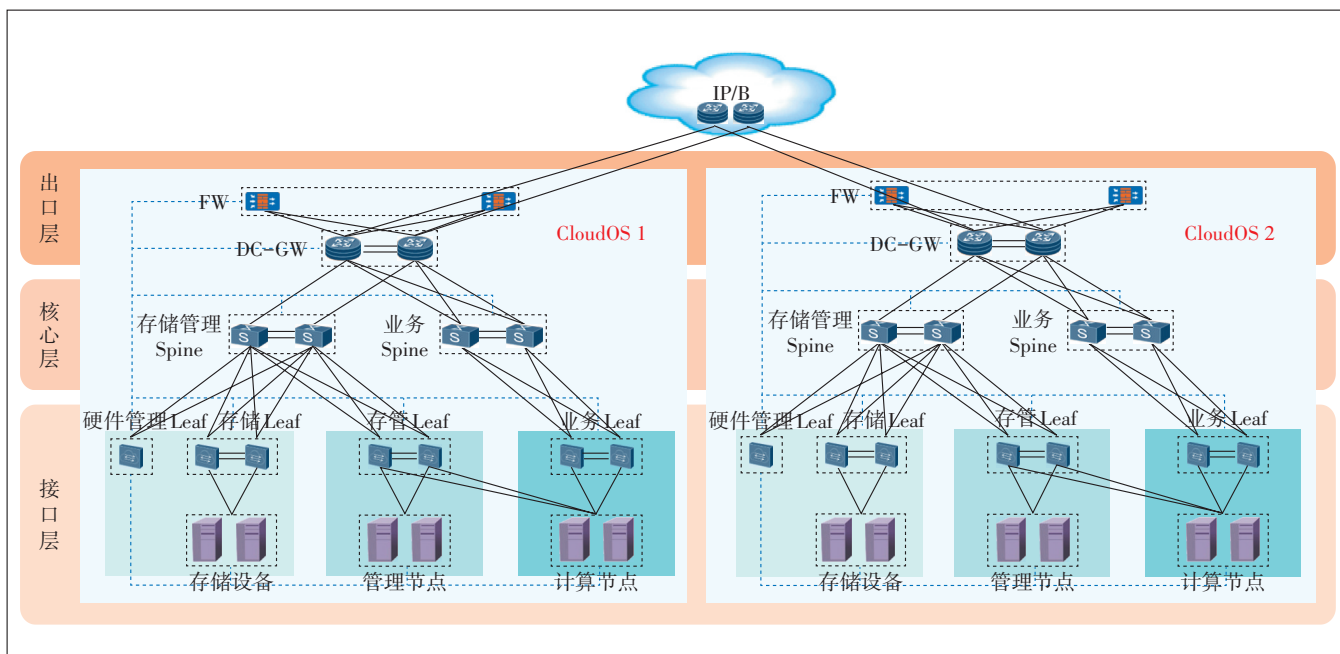 IP/B
出口层
FW
DC-GW
CloudOS 1
FW
DC-GW
CloudOS 2
核心层
存储管理
Spine
业务
Spine
存储管理
Spine
业务
Spine
接口层
硬件管理Leaf
存储Leaf
存管Leaf
业务Leaf
存储设备
管理节点
计算节点
硬件管理Leaf
存储Leaf
存管Leaf
业务Leaf
存储设备
管理节点
计算节点